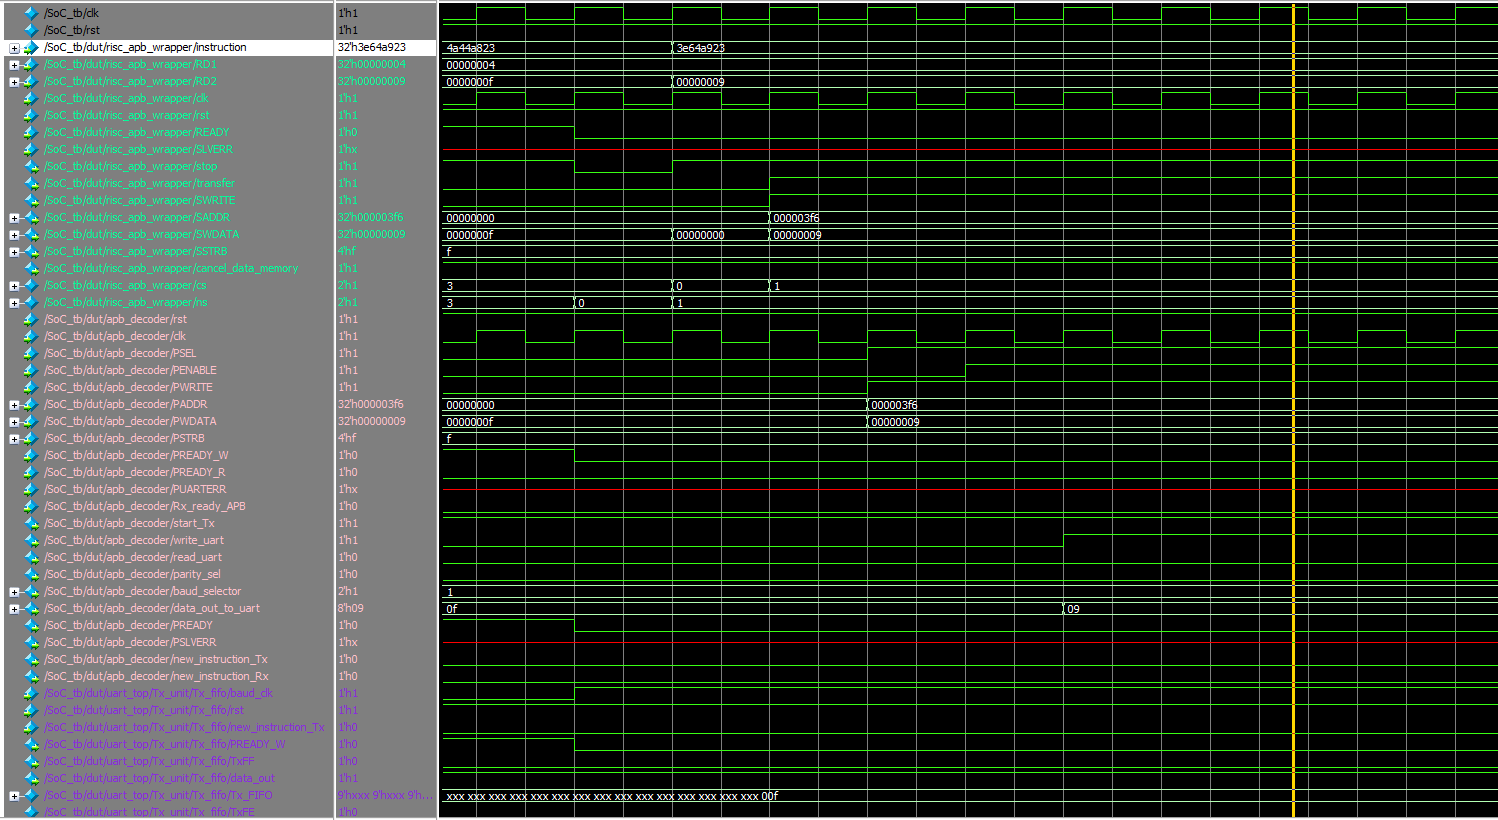 /SoC_tb/clk 1'h1
/SoC_tb/rst 1'h1
/SoC_tb/dut/risc_apb_wrapper/instruction 32'h3e64a923 4a44a823 3e64a923
/SoC_tb/dut/risc_apb_wrapper/RD1 32'h00000004 00000004
/SoC_tb/dut/risc_apb_wrapper/RD2 32'h00000009 0000000f 00000009
/SoC_tb/dut/risc_apb_wrapper/clk 1'h1
/SoC_tb/dut/risc_apb_wrapper/rst 1'h1
/SoC_tb/dut/risc_apb_wrapper/READY 1'h0
/SoC_tb/dut/risc_apb_wrapper/SLVERR 1'hx
/SoC_tb/dut/risc_apb_wrapper/stop 1'h1
/SoC_tb/dut/risc_apb_wrapper/transfer 1'h1
/SoC_tb/dut/risc_apb_wrapper/SWRITE 1'h1
/SoC_tb/dut/risc_apb_wrapper/SADDR 32'h000003f6 00000000 000003f6
/SoC_tb/dut/risc_apb_wrapper/SWDATA 32'h00000009 0000000f 00000000 00000009
/SoC_tb/dut/risc_apb_wrapper/SSTRB 4'hf f
/SoC_tb/dut/risc_apb_wrapper/cancel_data_memory 1'h1
/SoC_tb/dut/risc_apb_wrapper/cs 2'h1 3 0 1
/SoC_tb/dut/risc_apb_wrapper/ns 2'h1 3 0 1
/SoC_tb/dut/apb_decoder/rst 1'h1
/SoC_tb/dut/apb_decoder/clk 1'h1
/SoC_tb/dut/apb_decoder/PSEL 1'h1
/SoC_tb/dut/apb_decoder/PENABLE 1'h1
/SoC_tb/dut/apb_decoder/PWRITE 1'h1
/SoC_tb/dut/apb_decoder/PADDR 32'h000003f6 00000000 000003f6
/SoC_tb/dut/apb_decoder/PWDATA 32'h00000009 0000000f 00000009
/SoC_tb/dut/apb_decoder/PSTRB 4'hf f
/SoC_tb/dut/apb_decoder/PREADY_W 1'h0
/SoC_tb/dut/apb_decoder/PREADY_R 1'h0
/SoC_tb/dut/apb_decoder/PUARTERR 1'hx
/SoC_tb/dut/apb_decoder/Rx_ready_APB 1'h0
/SoC_tb/dut/apb_decoder/start_Tx 1'h1
/SoC_tb/dut/apb_decoder/write_uart 1'h1
/SoC_tb/dut/apb_decoder/read_uart 1'h0
/SoC_tb/dut/apb_decoder/parity_sel 1'h0
/SoC_tb/dut/apb_decoder/baud_selector 2'h1 1
/SoC_tb/dut/apb_decoder/data_out_to_uart 8'h09 0f 09
/SoC_tb/dut/apb_decoder/PREADY 1'h0
/SoC_tb/dut/apb_decoder/PSLVERR 1'hx
/SoC_tb/dut/apb_decoder/new_instruction_Tx 1'h0
/SoC_tb/dut/apb_decoder/new_instruction_Rx 1'h0
/SoC_tb/dut/uart_top/Tx_unit/Tx_fifo/baud_clk 1'h1
/SoC_tb/dut/uart_top/Tx_unit/Tx_fifo/rst 1'h1
/SoC_tb/dut/uart_top/Tx_unit/Tx_fifo/new_instruction_Tx 1'h0
/SoC_tb/dut/uart_top/Tx_unit/Tx_fifo/PREADY_W 1'h0
/SoC_tb/dut/uart_top/Tx_unit/Tx_fifo/TxFF 1'h0
/SoC_tb/dut/uart_top/Tx_unit/Tx_fifo/data_out 1'h1
/SoC_tb/dut/uart_top/Tx_unit/Tx_fifo/Tx_FIFO 9'hxxx 9'hxxx 9'h... xxx xxx xxx xxx xxx xxx xxx xxx xxx xxx xxx xxx xxx xxx xxx 00f
/SoC_tb/dut/uart_top/Tx_unit/Tx_fifo/TxFE 1'h0